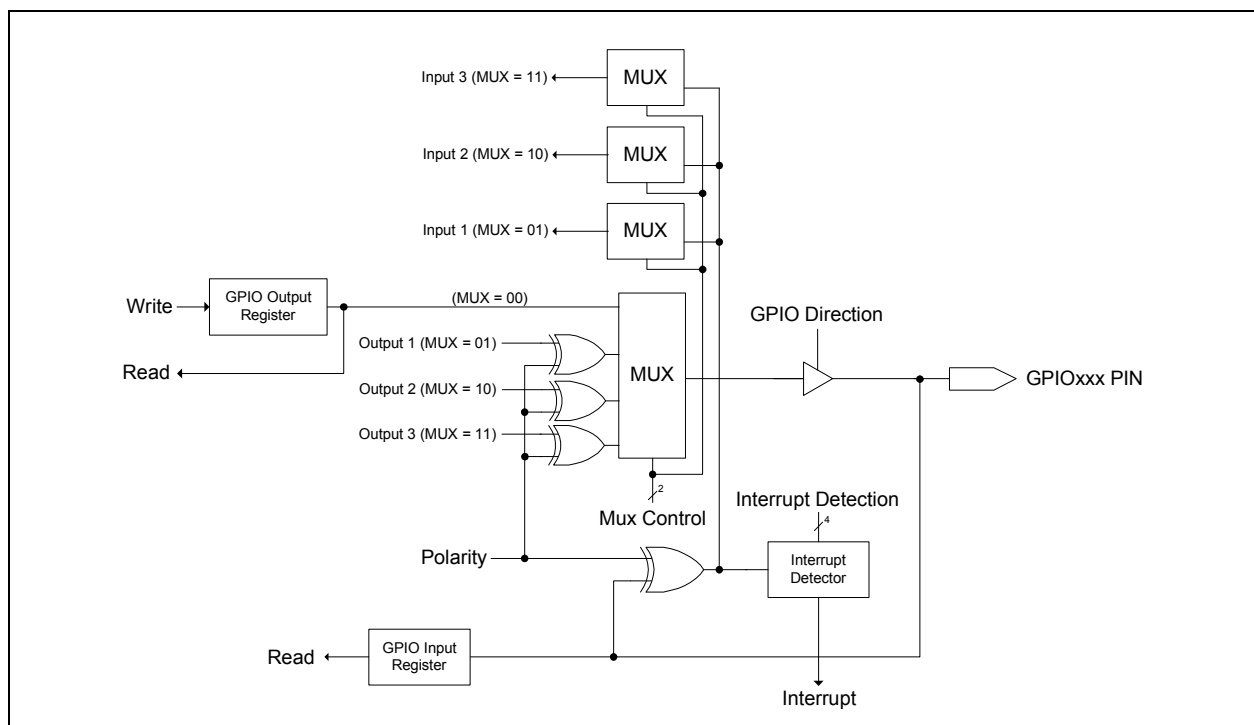 Input 3 (MUX = 11)
MUX
Input 2 (MUX = 10)
MUX
Input 1 (MUX = 01)
MUX
Write
GPIO Output
Register
(MUX = 00)
GPIO Direction
Output 1 (MUX = 01)
Read
MUX
GPIOxxx PIN
Output 2 (MUX = 10)
Output 3 (MUX = 11)
2
Mux Control
Interrupt Detection
4
Polarity
Interrupt
Detector
Read
GPIO Input
Register
Interrupt